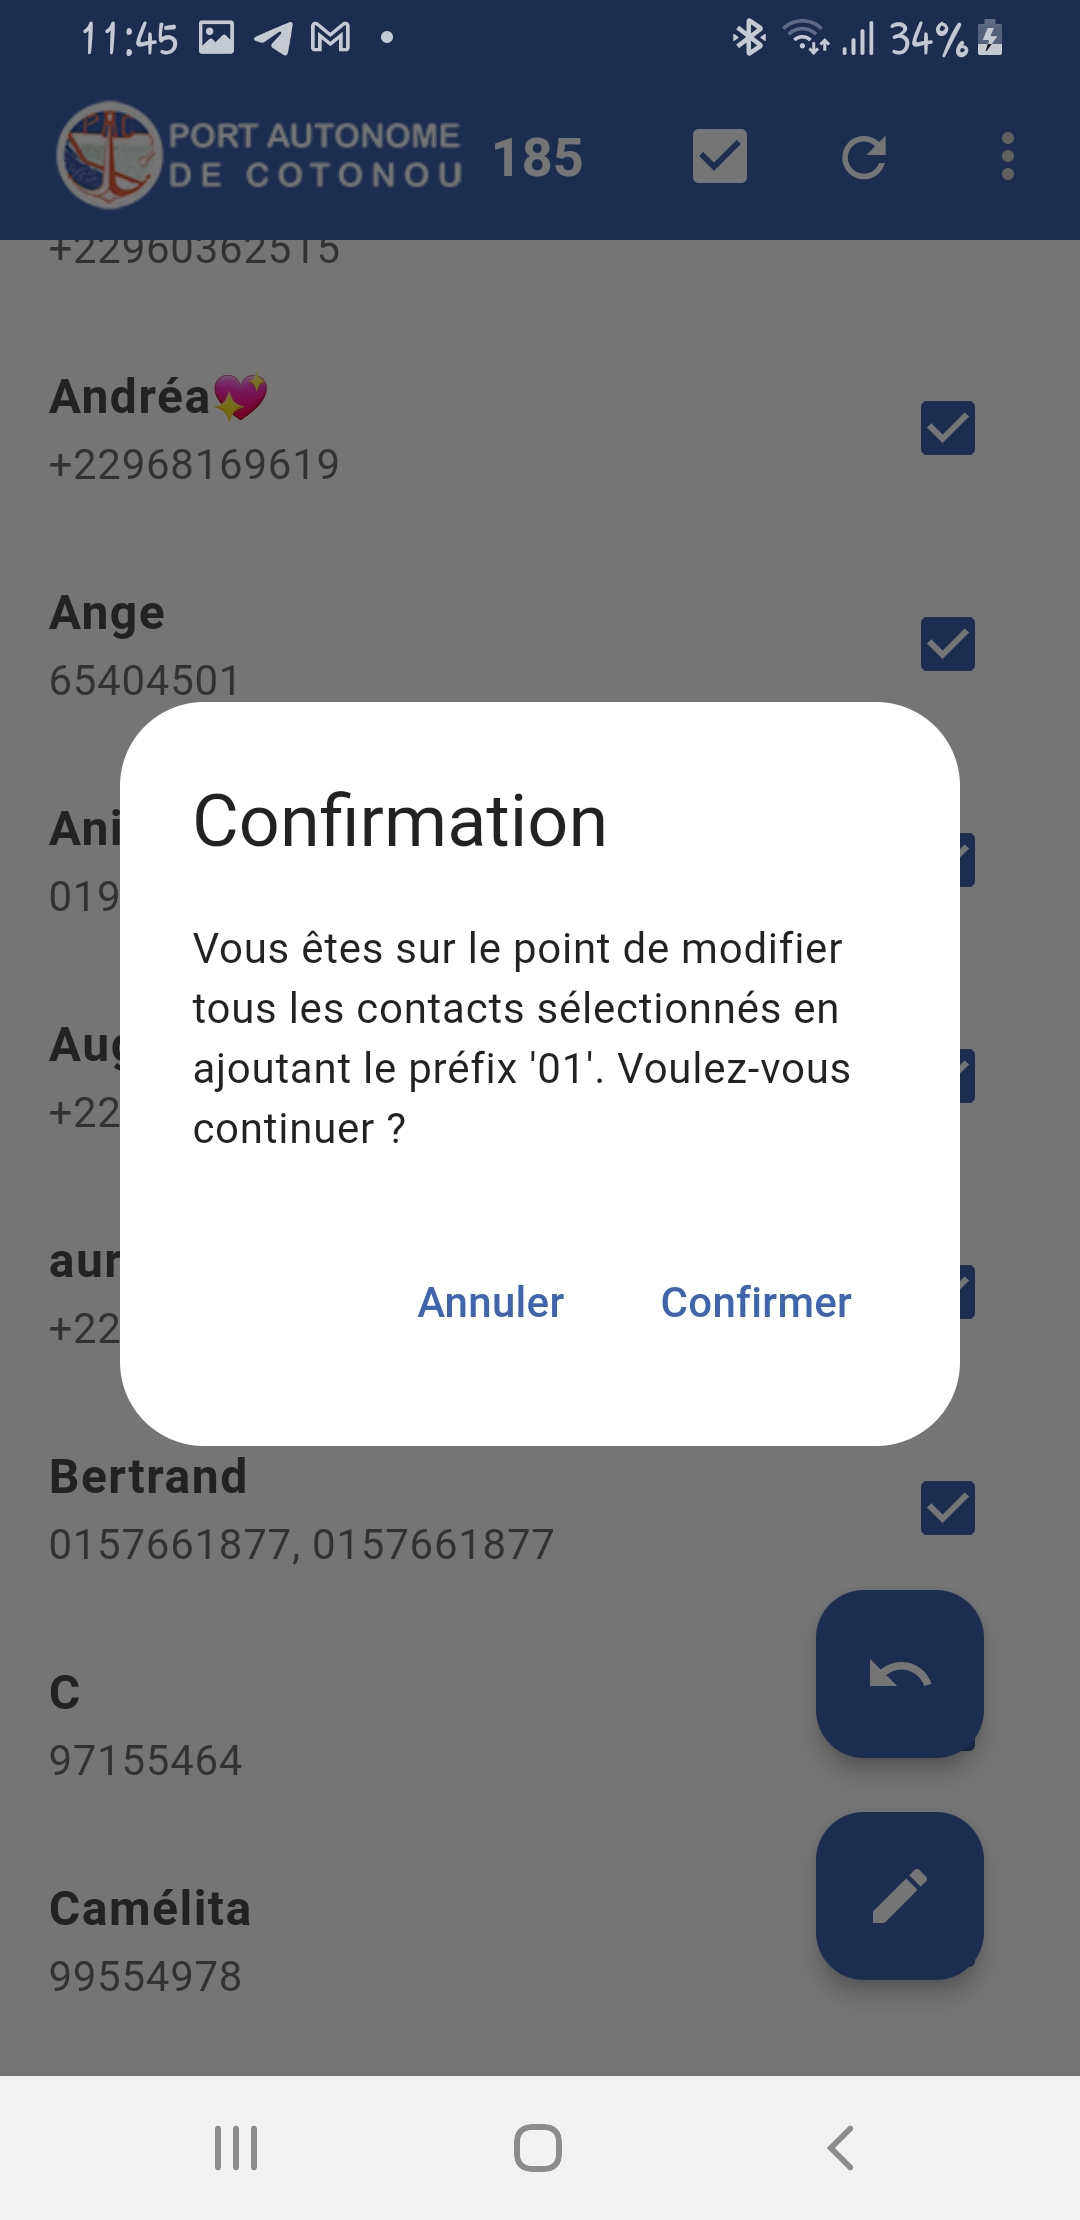 11:45
34%
PORT AUTONOME
DE COTONOU
185
+22960362515
Andréa💖
+22968169619
Ange
65404501
Ani
019
Aug
+22
aur
+22
Confirmation
Vous êtes sur le point de modifier
tous les contacts sélectionnés en
ajoutant le préfix '01'. Voulez-vous
continuer ?
Annuler Confirmer
Bertrand
0157661877, 0157661877
C
97155464
Camélita
99554978